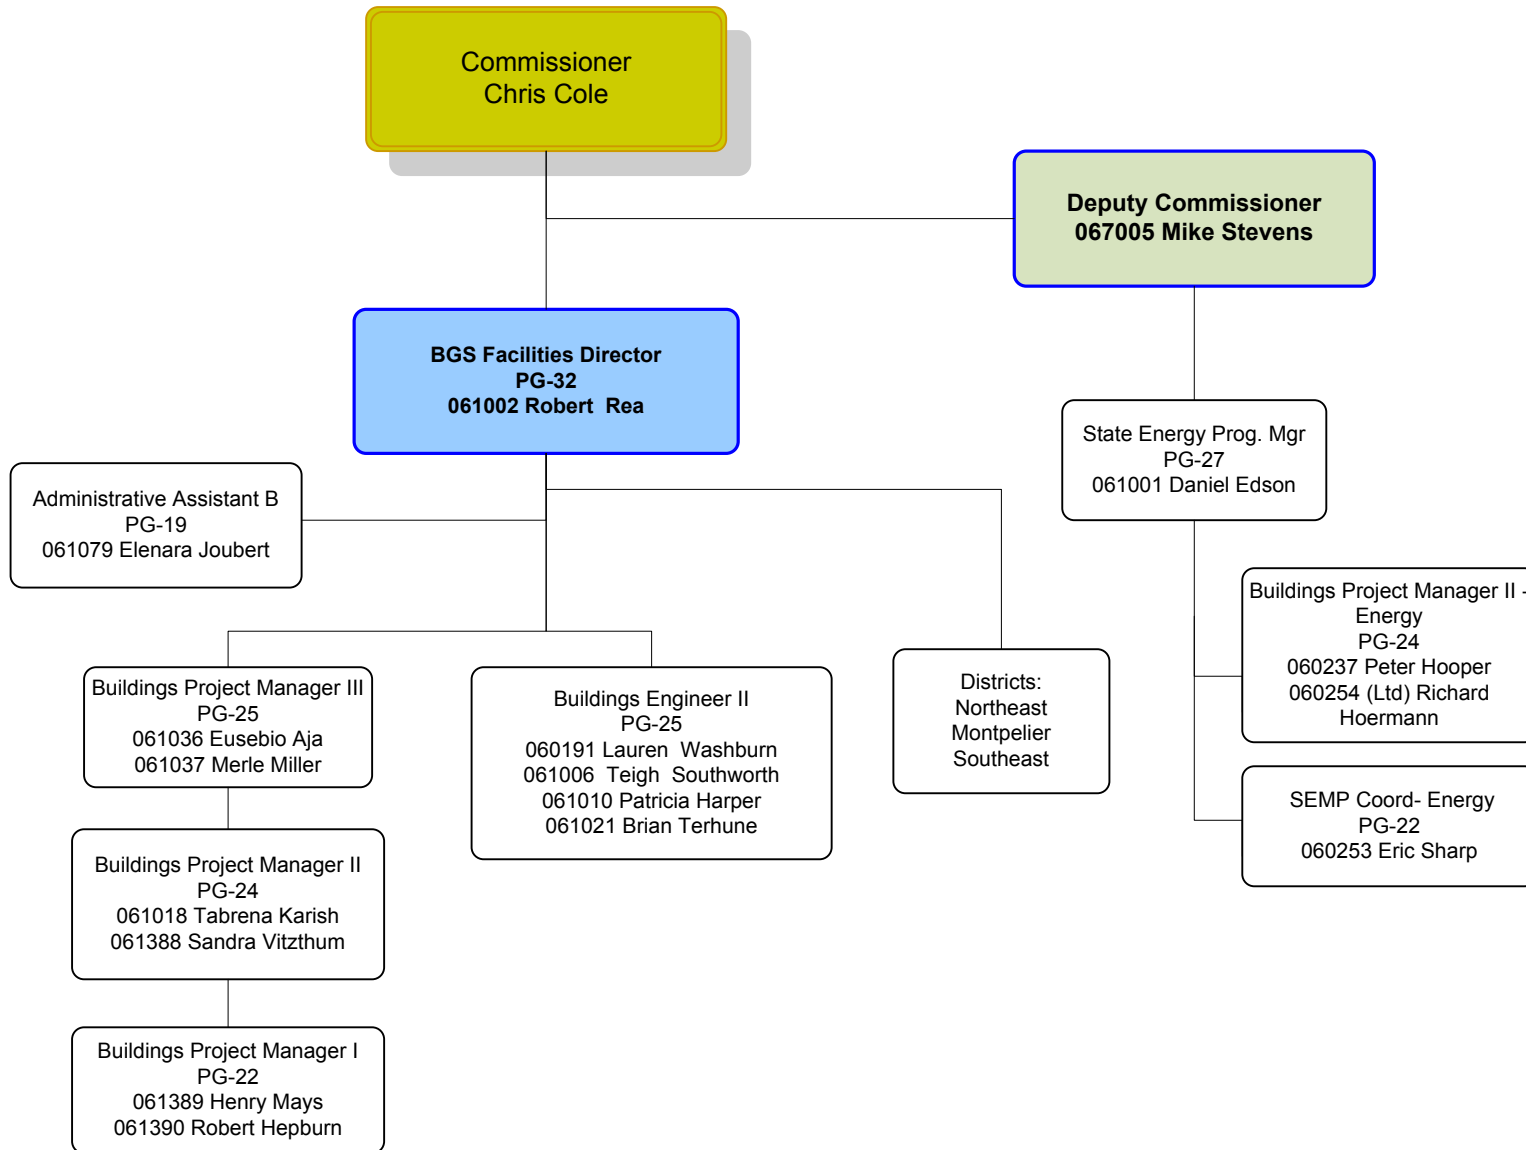 Commissioner
Chris Cole
Deputy Commissioner
067005 Mike Stevens
BGS Facilities Director
PG-32
061002 Robert  Rea
State Energy Prog. Mgr
PG-27
061001 Daniel Edson
Administrative Assistant B
PG-19
061079 Elenara Joubert
Buildings Project Manager II -
Energy
PG-24
060237 Peter Hooper
060254 (Ltd) Richard
Hoermann
Buildings Project Manager III
PG-25
061036 Eusebio Aja
061037 Merle Miller
Buildings Engineer II
PG-25
060191 Lauren  Washburn
061006  Teigh  Southworth
061010 Patricia Harper
061021 Brian Terhune
Districts:
Northeast
Montpelier
Southeast
SEMP Coord- Energy
PG-22
060253 Eric Sharp
Buildings Project Manager II
PG-24
061018 Tabrena Karish
061388 Sandra Vitzthum
Buildings Project Manager I
PG-22
061389 Henry Mays
061390 Robert Hepburn